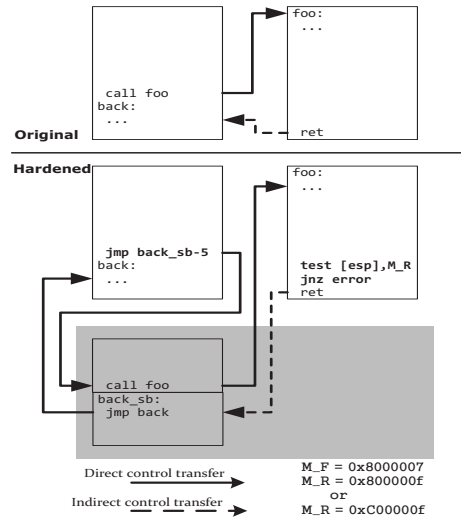 foo:
...
call foo
back:
...
ret
Original
Hardened
foo:
...
jmp back_sb-5
back:
...
test [esp],M_R
jnz error
ret
call foo
back_sb:
jmp back
Direct control transfer
Indirect control transfer
M_F = 0x8000007
M_R = 0x800000f
or
M_R = 0xC00000f